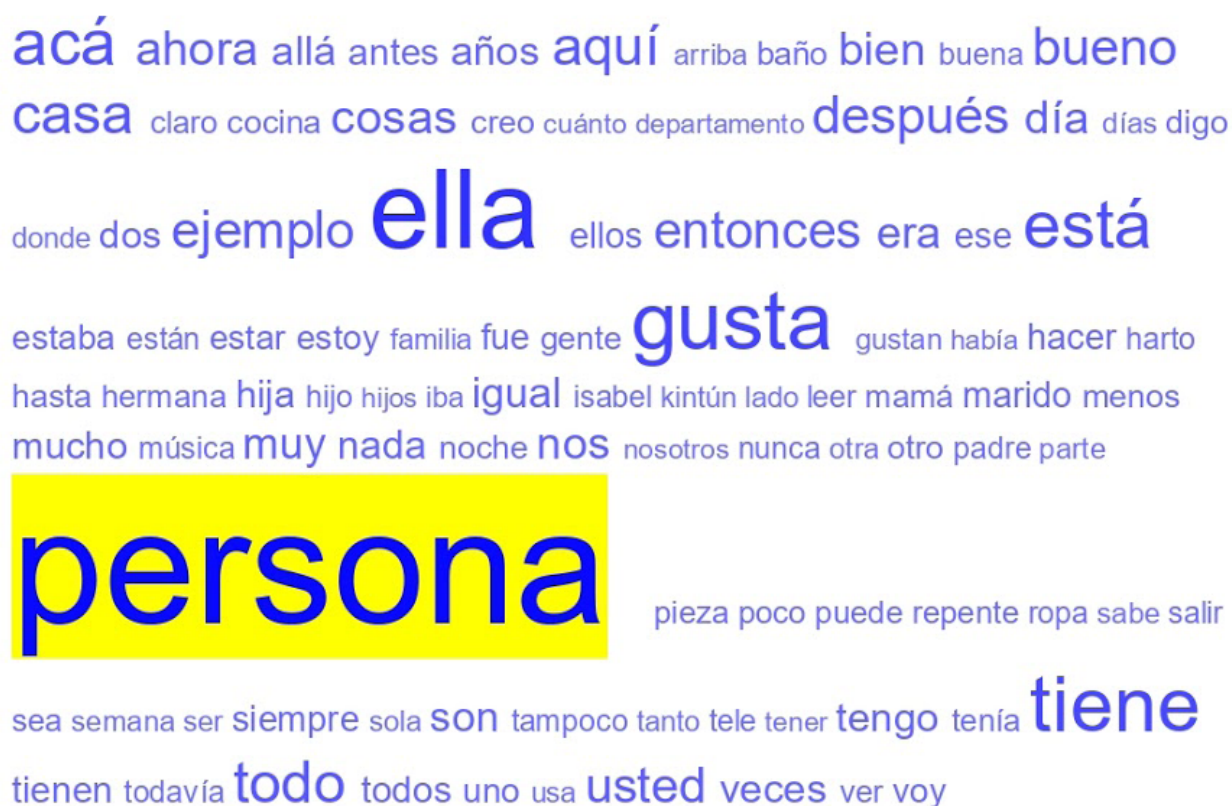 acá ahora allá antes años aquí arriba baño bien buena bueno
casa claro cocina cosas creo cuánto departamento después día días digo
donde dos ejemplo ella ellos entonces era ese está
estaba están estar estoy familia fue gente gusta gustan había hacer harto
hasta hermana hija hijo hijos iba igual isabel kintún lado leer mamá marido menos
mucho música muy nada noche nos nosotros nunca otra otro padre parte
persona pieza poco puede repente ropa sabe salir
sea semana ser siempre sola son tampoco tanto tele tener tengo tenía tiene
tienen todavía todo todos uno usa usted veces ver voy